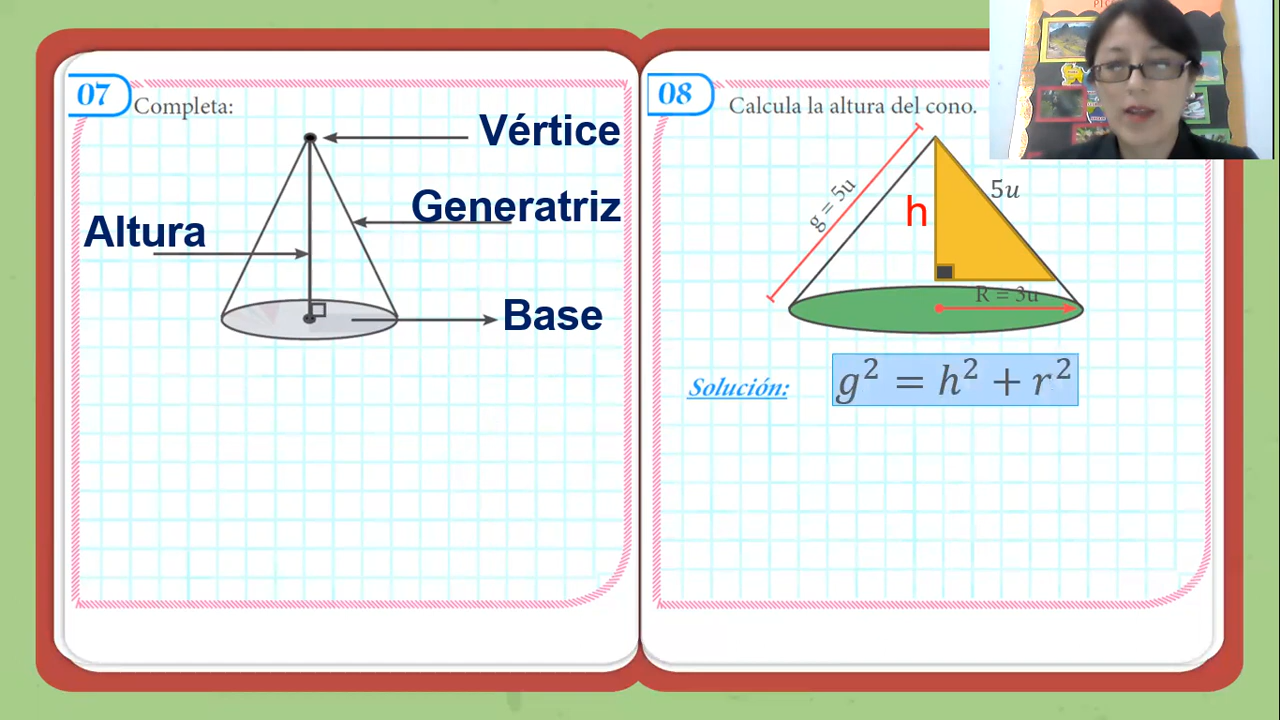 07
Completa:
Vértice
Generatriz
Altura
Base
08
Calcula la altura del cono.
g = 5u
h
5u
R = 3u
Solución:
g² = h² + r²